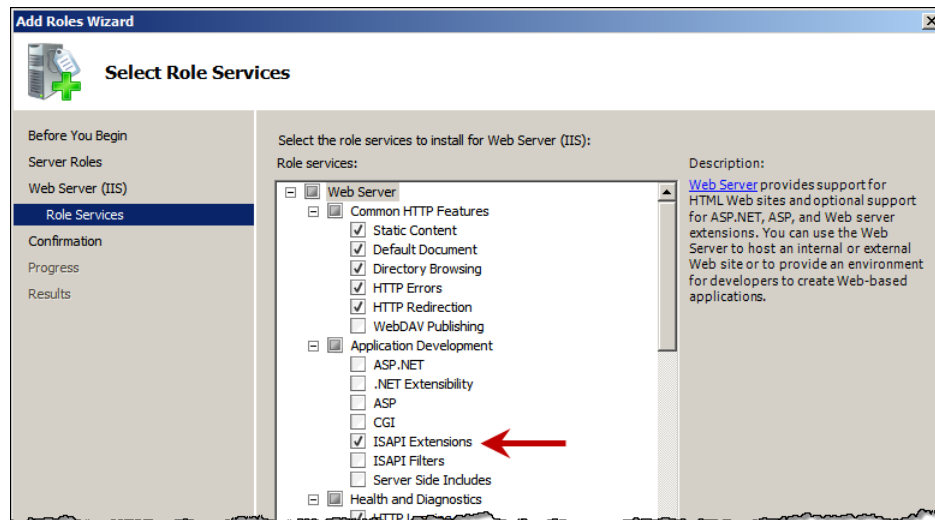 Add Roles Wizard
Select Role Services
Before You Begin
Server Roles
Web Server (IIS)
Role Services
Confirmation
Progress
Results
Select the role services to install for Web Server (IIS):
Role services:
Web Server
Common HTTP Features
Static Content
Default Document
Directory Browsing
HTTP Errors
HTTP Redirection
WebDAV Publishing
Application Development
ASP.NET
.NET Extensibility
ASP
CGI
ISAPI Extensions
ISAPI Filters
Server Side Includes
Health and Diagnostics
HTTP
Description:
Web Server provides support for
HTML Web sites and optional support
for ASP.NET, ASP, and Web server
extensions. You can use the Web
Server to host an internal or external
Web site or to provide an environment
for developers to create Web-based
applications.